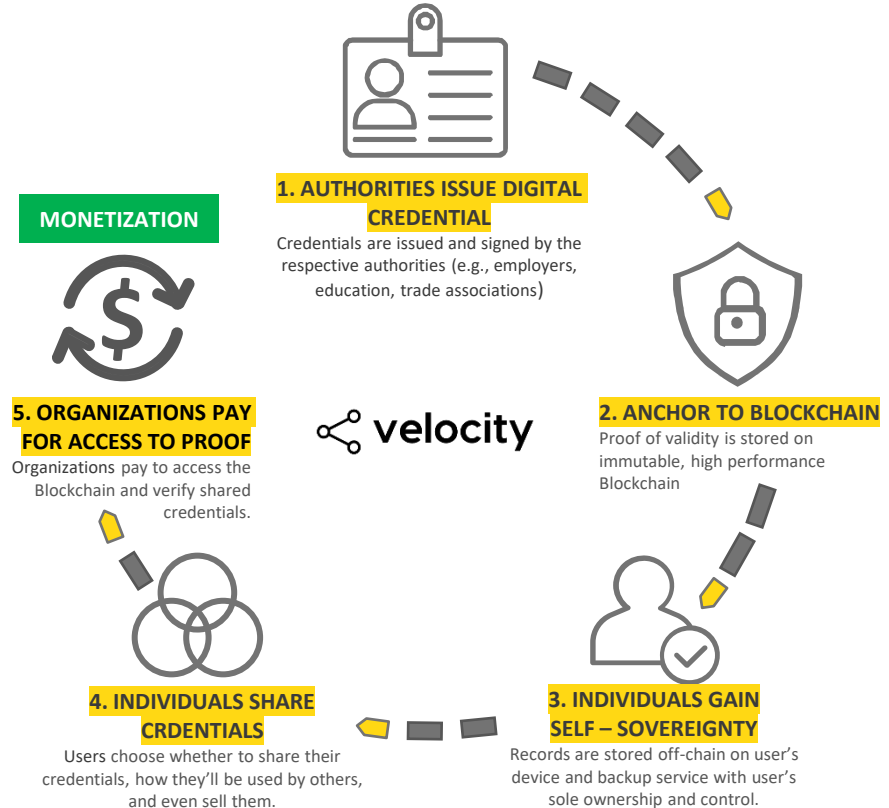 1. AUTHORITIES ISSUE DIGITAL
CREDENTIAL
Credentials are issued and signed by the
respective authorities (e.g., employers,
education, trade associations)
2. ANCHOR TO BLOCKCHAIN
Proof of validity is stored on
immutable, high performance
Blockchain
3. INDIVIDUALS GAIN
SELF – SOVEREIGNTY
Records are stored off-chain on user's
device and backup service with user's
sole ownership and control.
4. INDIVIDUALS SHARE
CRDENTIALS
Users choose whether to share their
credentials, how they'll be used by others,
and even sell them.
MONETIZATION
$
5. ORGANIZATIONS PAY
FOR ACCESS TO PROOF
Organizations pay to access the
Blockchain and verify shared
credentials.
velocity